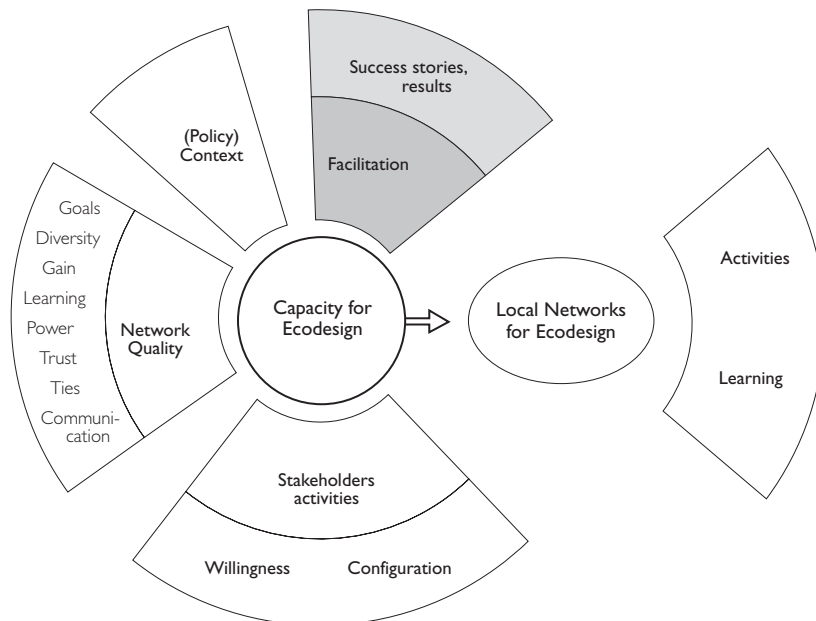 Success stories,
results
Facilitation
(Policy)
Context
Goals
Diversity
Gain
Learning
Power
Trust
Ties
Communi-
cation
Network
Quality
Capacity for
Ecodesign
Local Networks
for Ecodesign
Activities
Learning
Stakeholders
activities
Willingness
Configuration